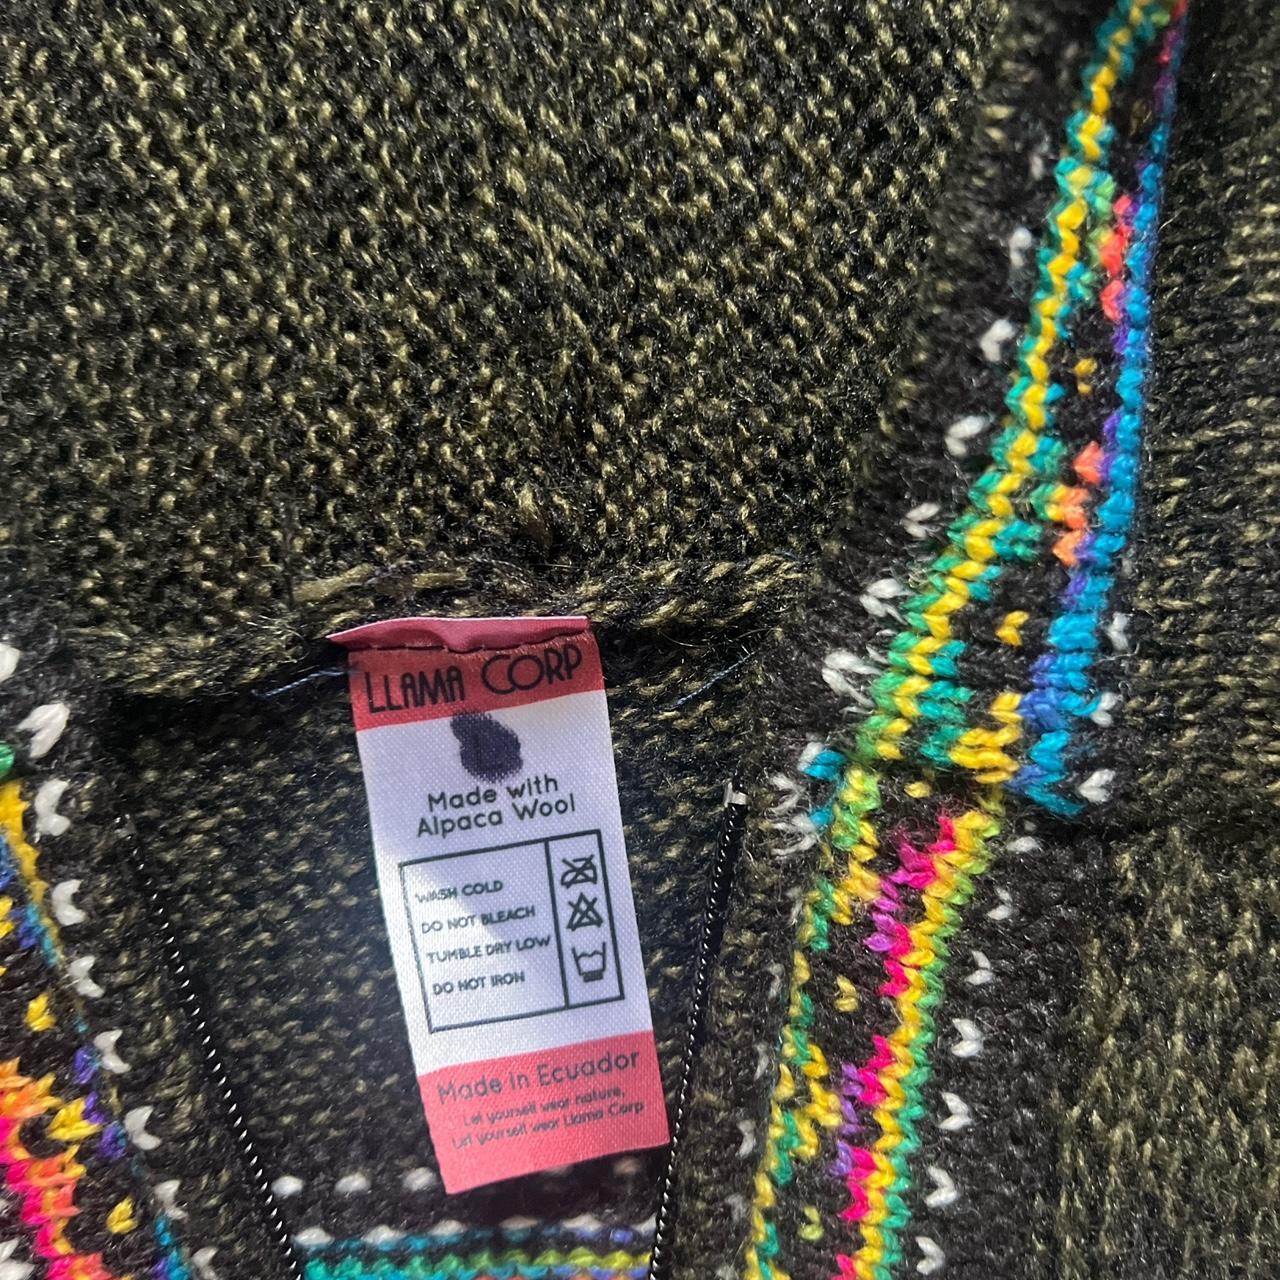 LLAMA CORP
Made with
Alpaca Wool
WASH COLD
DO NOT BLEACH
TUMBLE DRY LOW
DO NOT IRON
Made in Ecuador
Let yourself wear nature,
Let yourself wear Llama Corp